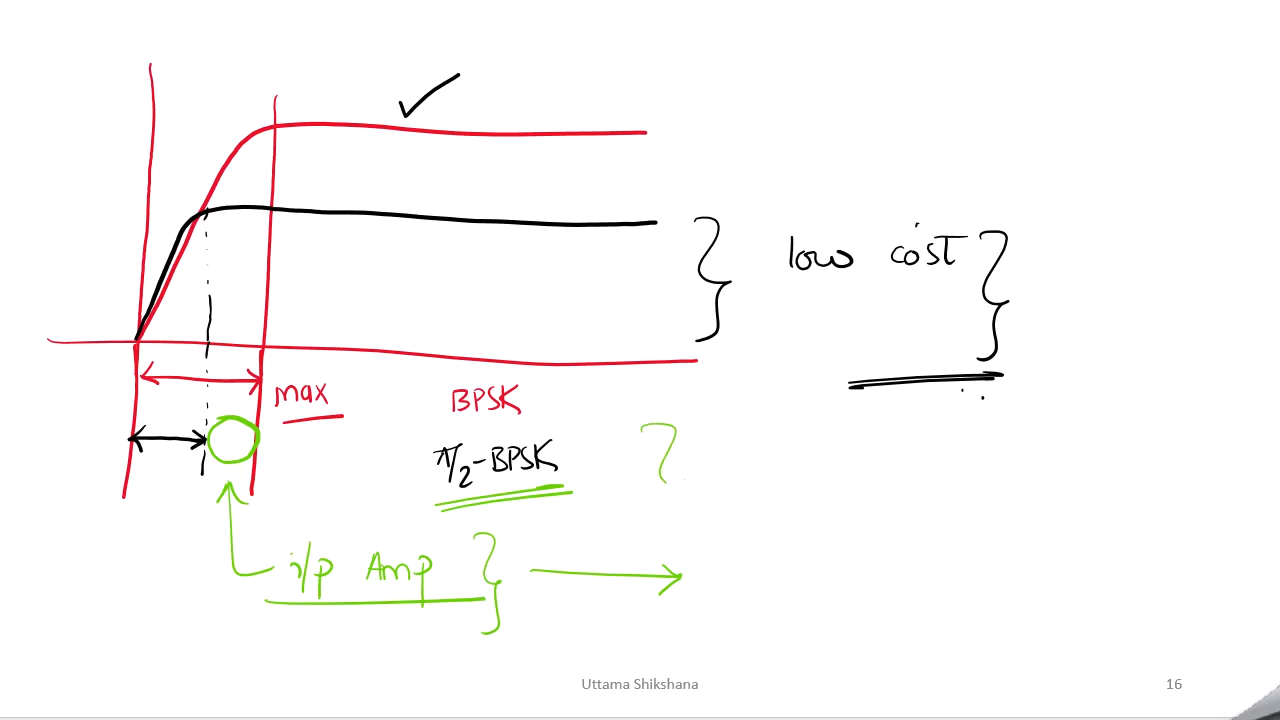 low cost
max
BPSK
π/2-BPSK
i/p Amp
Uttama Shikshana
16